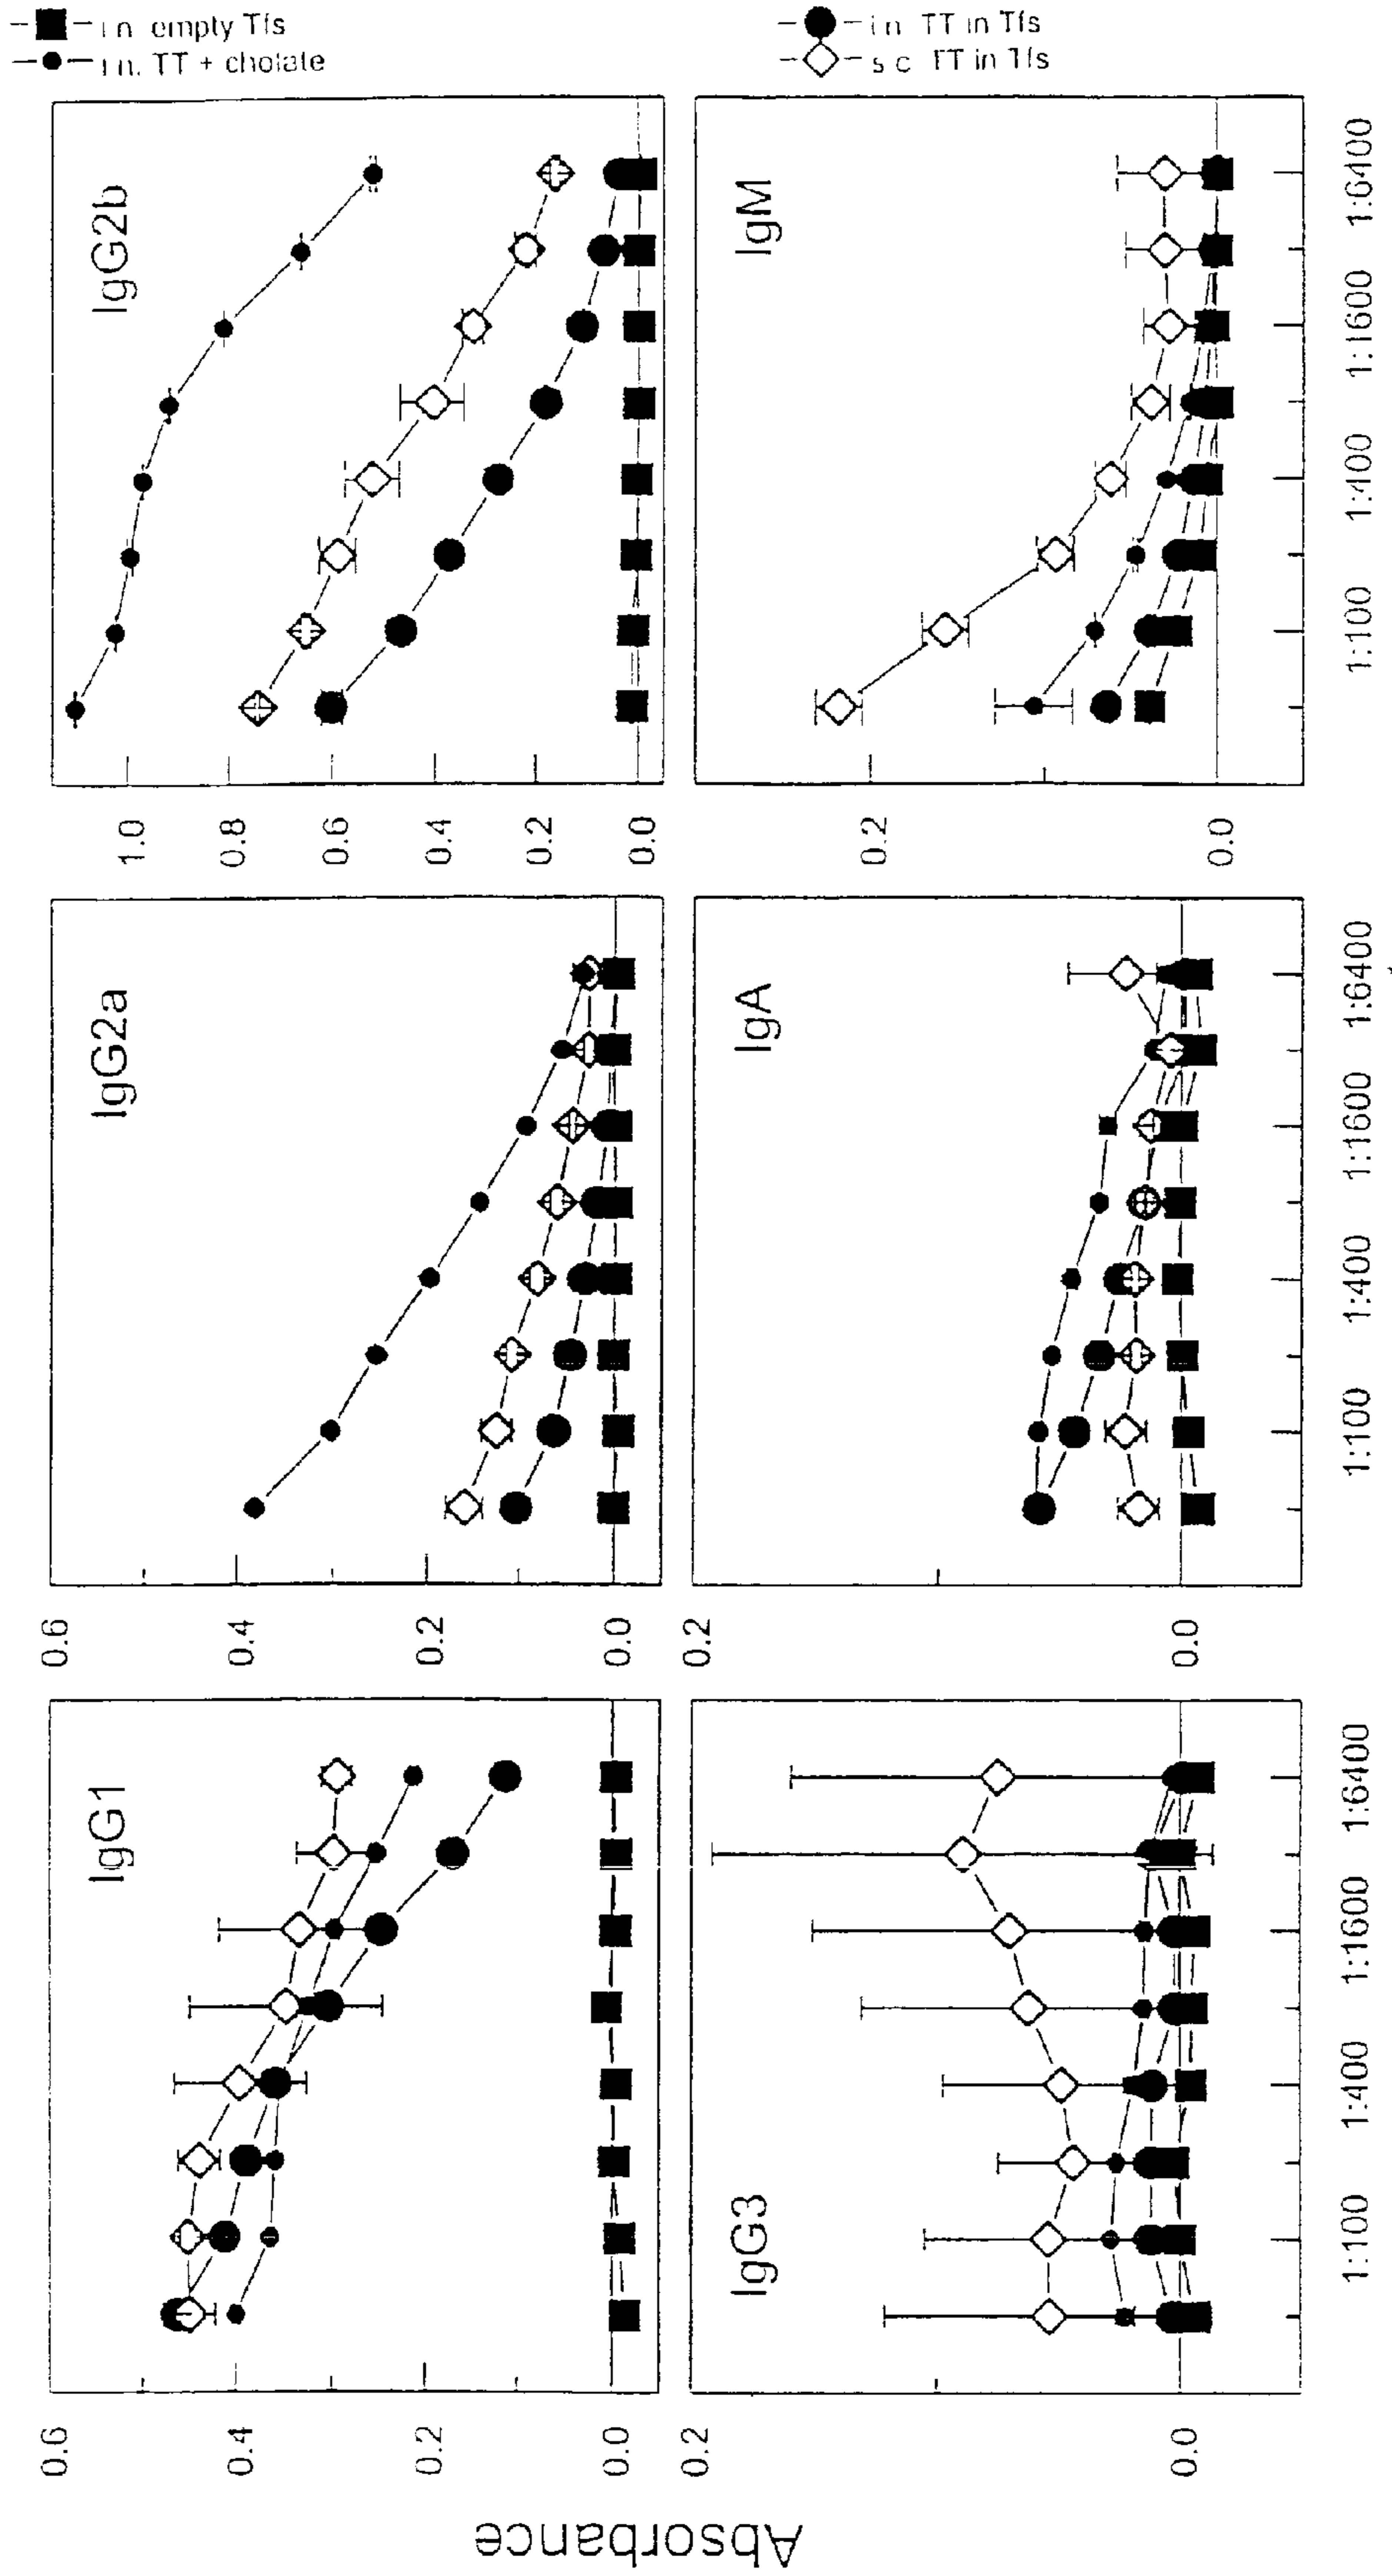 i.n. empty Tfs
i.n. TT + cholate
i.n. TT in Tfs
s.c. TT in Tfs
IgG2b
1.0
0.8
0.6
0.4
0.2
0.0
IgM
0.2
0.0
1:100
1:400
1:1600
1:6400
IgG2a
0.6
0.4
0.2
0.0
IgA
0.2
0.0
1:100
1:400
1:1600
1:6400
IgG1
0.6
0.4
0.2
0.0
IgG3
0.2
0.0
1:100
1:400
1:1600
1:6400
Absorbance